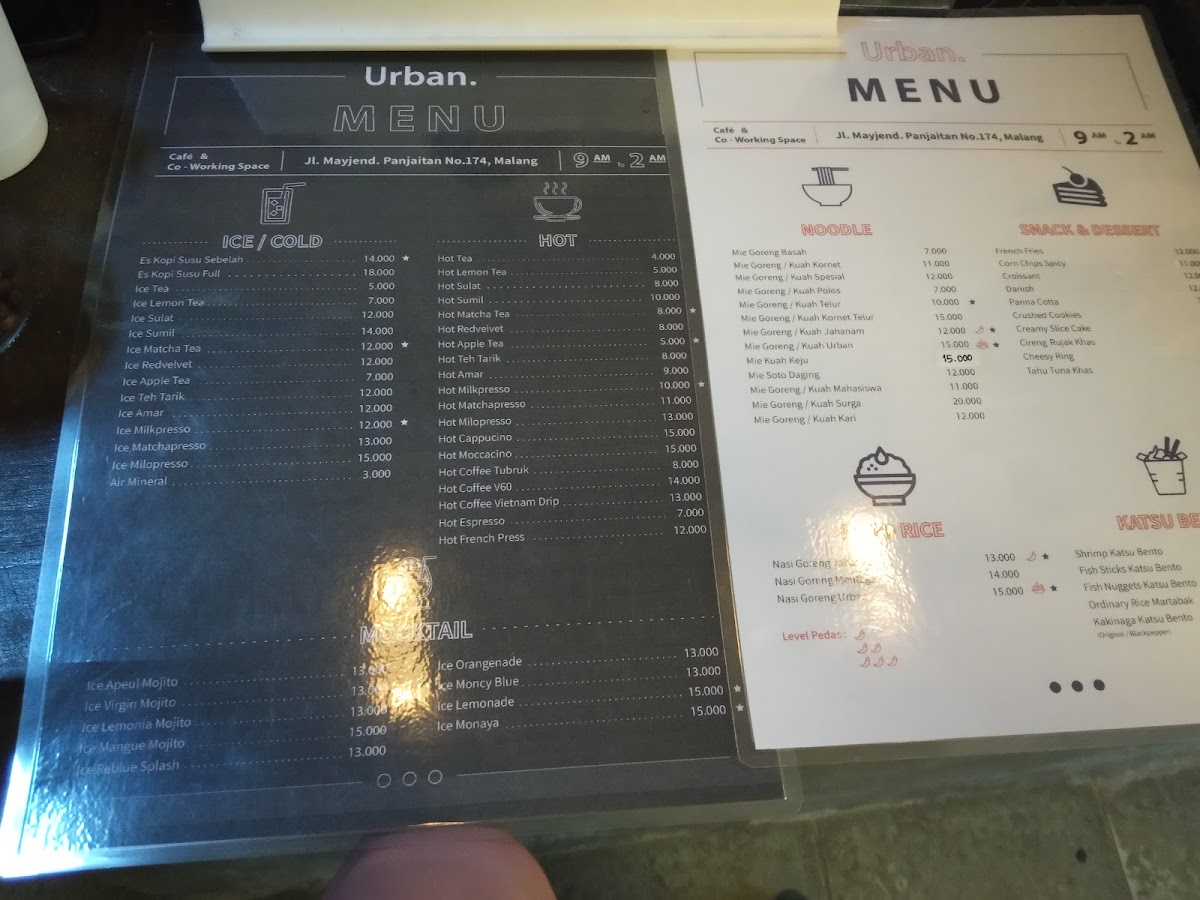 Urban.
MENU
Café &
Co - Working Space
Jl. Mayjend. Panjaitan No.174, Malang
9 AM To 2 AM
ICE / COLD
Es Kopi Susu Sebelah 14.000 ★
Es Kopi Susu Full 18.000
Ice Tea 5.000
Ice Lemon Tea 7.000
Ice Sulat 12.000
Ice Sumil 14.000
Ice Matcha Tea 12.000 ★
Ice Redvelvet 12.000
Ice Apple Tea 7.000
Ice Teh Tarik 12.000
Ice Amar 12.000
Ice Milkpresso 12.000 ★
Ice Matchapresso 13.000
Ice Milopresso 15.000
Air Mineral 3.000
HOT
Hot Tea 4.000
Hot Lemon Tea 5.000
Hot Sulat 8.000
Hot Sumil 10.000
Hot Matcha Tea 8.000 ★
Hot Redvelvet 8.000
Hot Apple Tea 5.000 ★
Hot Teh Tarik 8.000
Hot Amar 9.000
Hot Milkpresso 10.000 ★
Hot Matchapresso 11.000
Hot Milopresso 13.000
Hot Cappucino 15.000
Hot Moccacino 15.000
Hot Coffee Tubruk 8.000
Hot Coffee V60 14.000
Hot Coffee Vietnam Drip 13.000
Hot Espresso 7.000
Hot French Press 12.000
MOCKTAIL
Ice Apeul Mojito 13.000
Ice Virgin Mojito 13.000
Ice Lemonia Mojito 13.000
Ice Mangue Mojito 15.000
Ice Reblue Splash 13.000
Ice Orangenade 13.000
Ice Moncy Blue 13.000
Ice Lemonade 15.000 ★
Ice Monaya 15.000 ★
Urban.
MENU
Café &
Co - Working Space
Jl. Mayjend. Panjaitan No.174, Malang
9 AM To 2 AM
NOODLE
Mie Goreng Basah 7.000
Mie Goreng / Kuah Kornet 11.000
Mie Goreng / Kuah Spesial 12.000
Mie Goreng / Kuah Polos 7.000
Mie Goreng / Kuah Telur 10.000 ★
Mie Goreng / Kuah Kornet Telur 15.000
Mie Goreng / Kuah Jahanam 12.000 ★
Mie Goreng / Kuah Urban 15.000 ★
Mie Kuah Keju 15.000
Mie Soto Daging 12.000
Mie Goreng / Kuah Mahasiswa 11.000
Mie Goreng / Kuah Surga 20.000
Mie Goreng / Kuah Kari 12.000
SMACK & DESSERT
French Fries 12.000
Corn Chips Spicy
Croissant
Danish
Panna Cotta
Crushed Cookies
Creamy Slice Cake
Cireng Rujak Khas
Cheesy Ring
Tahu Tuna Khas
RICE
Nasi Goreng 13.000 ★
Nasi Goreng 14.000
Nasi Goreng Urban 15.000 ★
Level Pedas :
KATSU BE
Shrimp Katsu Bento
Fish Sticks Katsu Bento
Fish Nuggets Katsu Bento
Ordinary Rice Martabak
Kakinaga Katsu Bento
(Original / Blackpepper)